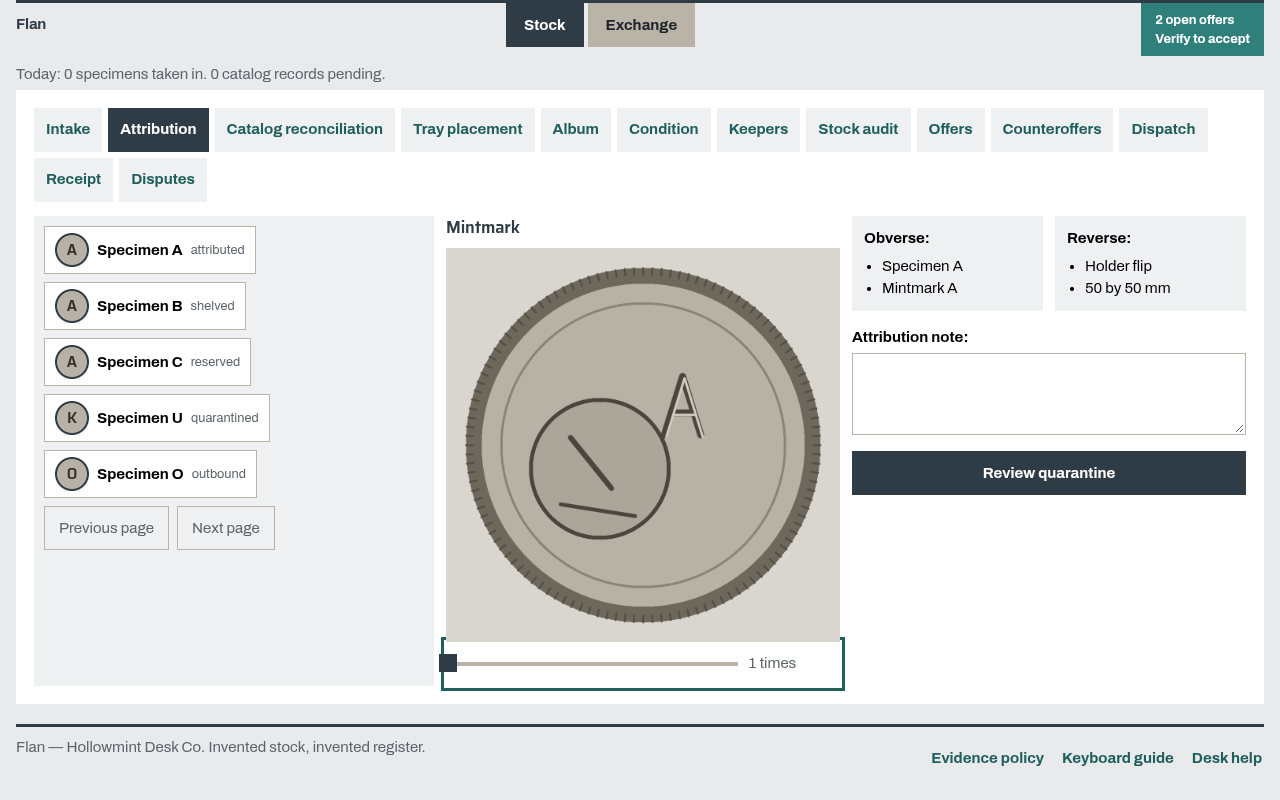 Flan
Stock
Exchange
2 open offers
Verify to accept
Today: 0 specimens taken in. 0 catalog records pending.
Intake
Attribution
Catalog reconciliation
Tray placement
Album
Condition
Keepers
Stock audit
Offers
Counteroffers
Dispatch
Receipt
Disputes
A Specimen A attributed
A Specimen B shelved
A Specimen C reserved
K Specimen U quarantined
O Specimen O outbound
Previous page
Next page
Mintmark
A
1 times
Obverse:
Specimen A
Mintmark A
Reverse:
Holder flip
50 by 50 mm
Attribution note:
Review quarantine
Flan — Hollowmint Desk Co. Invented stock, invented register.
Evidence policy
Keyboard guide
Desk help